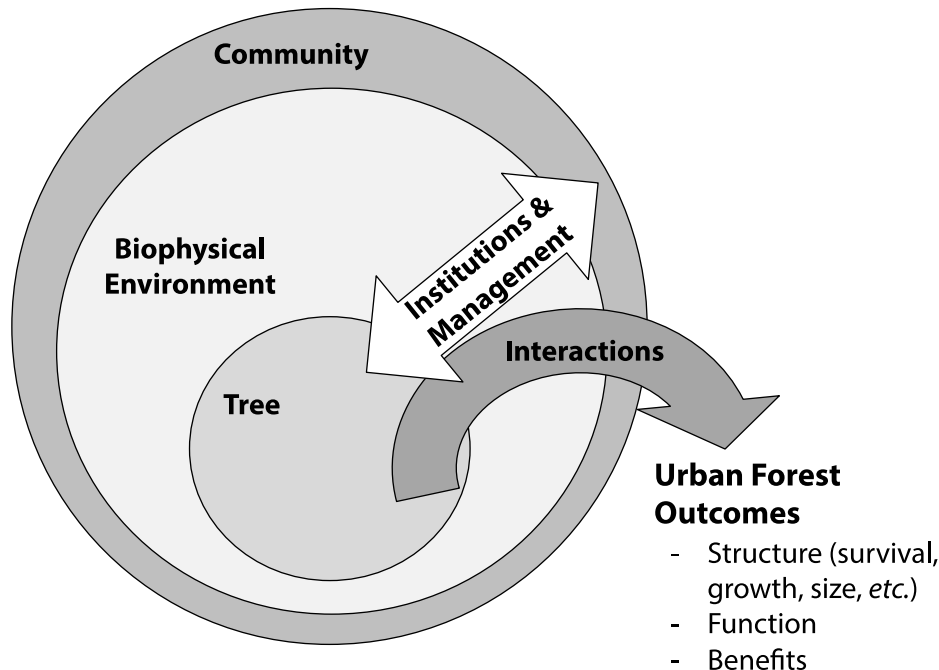 Community
Biophysical
Environment
Institutions &
Management
Interactions
Tree
Urban Forest
Outcomes
- Structure (survival,
growth, size, etc.)
- Function
- Benefits